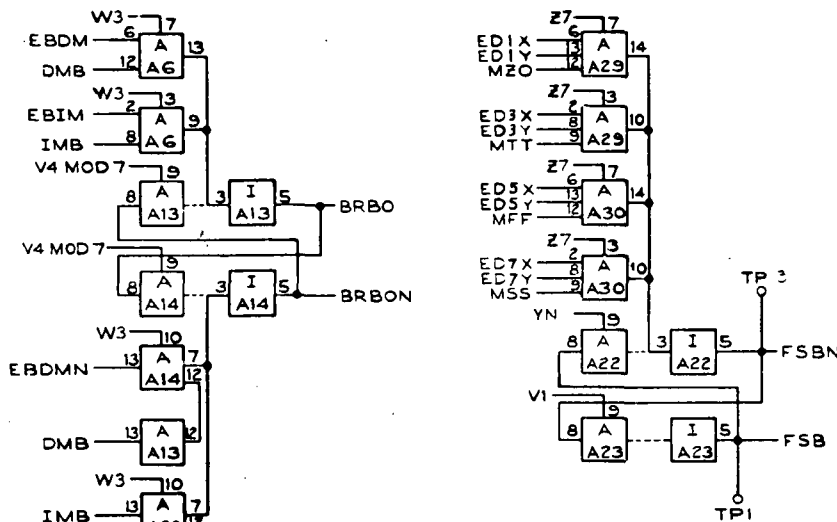 W3
7
EBDM 6 A 13
DMB 12 A6
W3
3
EBIM 2 A 9
IMB 8 A6
V4 MOD 7
9
8 A 3 I 5 BRBO
A13 A13
V4 MOD 7
9
8 A 3 I 5 BRBON
A14 A14
W3 10
EBDMN 13 A 7
A14 12
DMB 13 A 12
A13
W3 10
IMB 13 A 7
Z7
7
ED1X 6 A 14
ED1Y 13
MZO 12 A29
Z7
3
ED3X 2 A 10
ED3Y 8
MTT 9 A29
Z7
7
ED5X 6 A 14
ED5Y 13
MFF 12 A30
Z7
3
ED7X 2 A 10
ED7Y 8
MSS 9 A30
TP 3
YN
9
8 A 3 I 5 FSBN
A22 A22
V1
9
8 A I 5 FSB
A23 A23
TP1